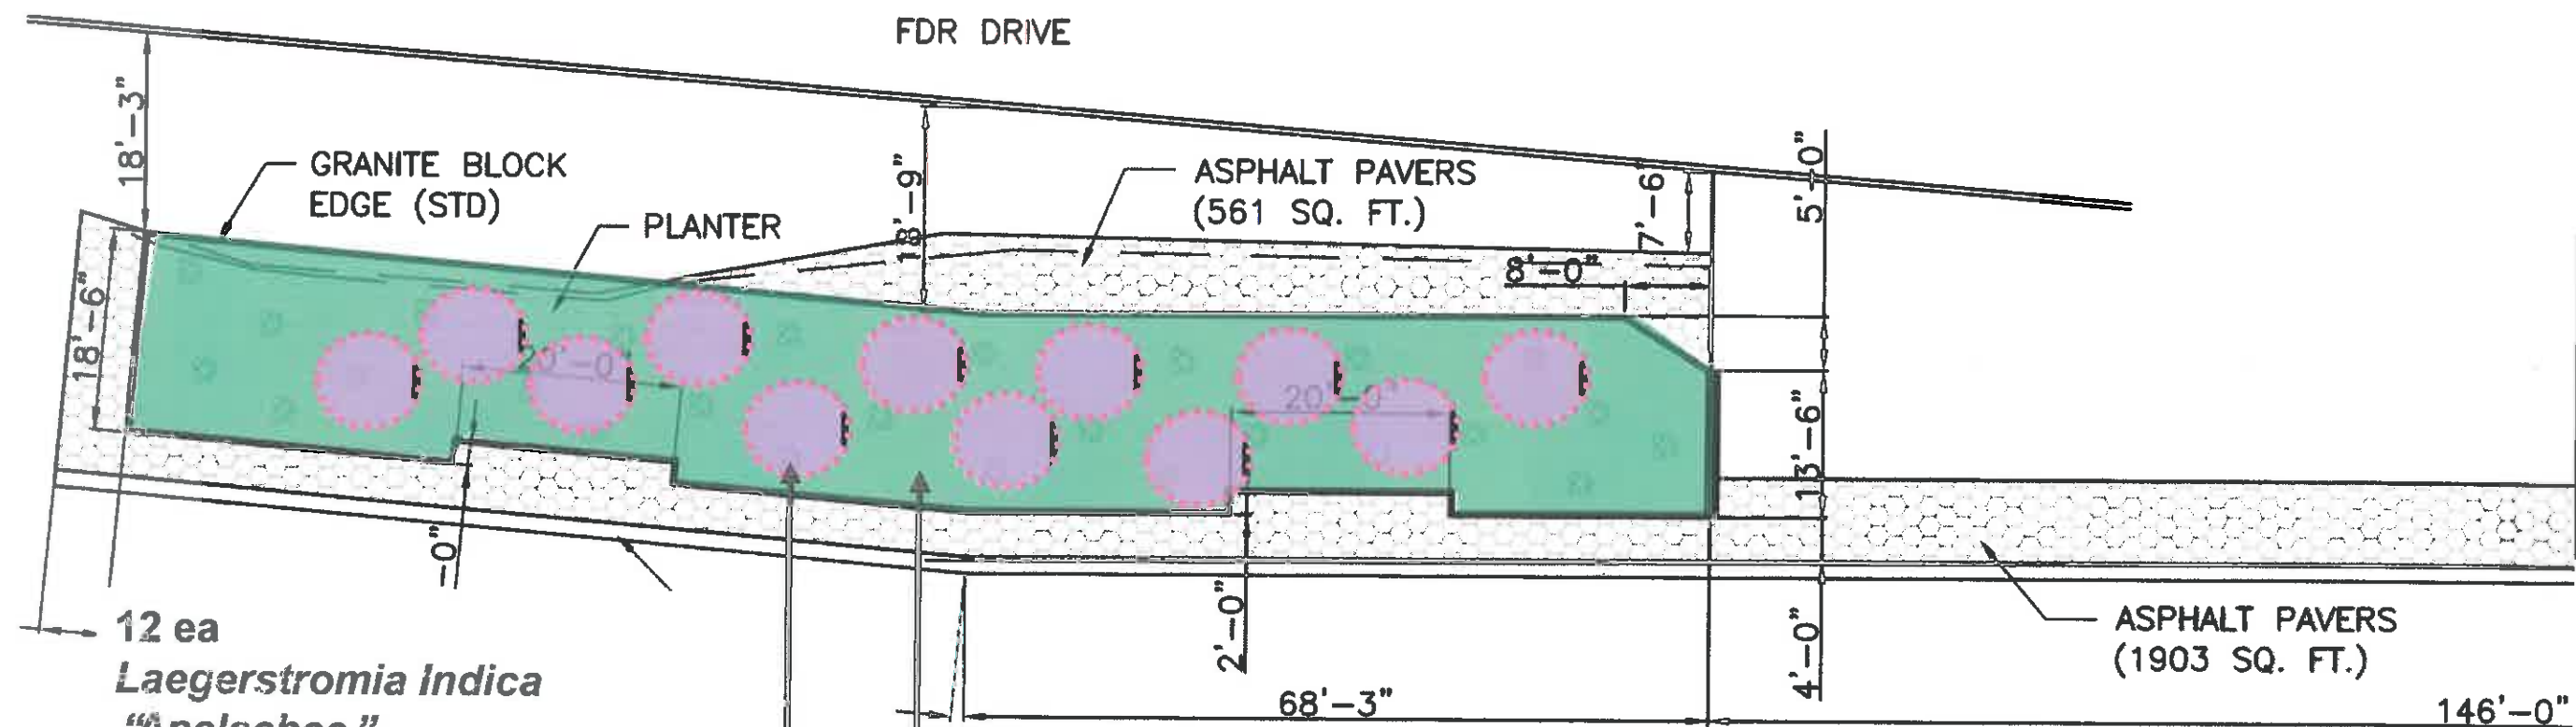 FDR DRIVE
18'-3"
GRANITE BLOCK
EDGE (STD)
PLANTER
18'-9"
ASPHALT PAVERS
(561 SQ. FT.)
7'-6
5'-0"
8'-0"
18'-6"
20'-0
20'-0"
13'-6"
-0"
2'-0"
4'-0"
12 ea
Laegerstromia Indica
ASPHALT PAVERS
(1903 SQ. FT.)
68'-3"
146'-0"